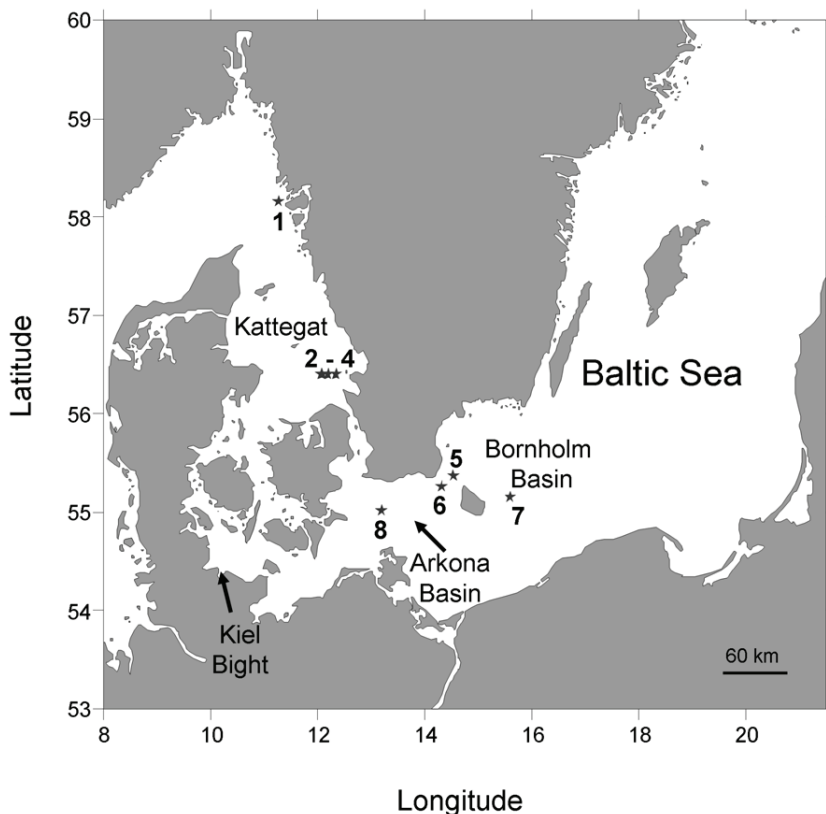 60
59
58
57
56
55
54
53
Latitude
1
Kattegat
2 - 4
Baltic Sea
5
Bornholm
Basin
6
7
8
Arkona
Basin
Kiel
Bight
60 km
8
10
12
14
16
18
20
Longitude